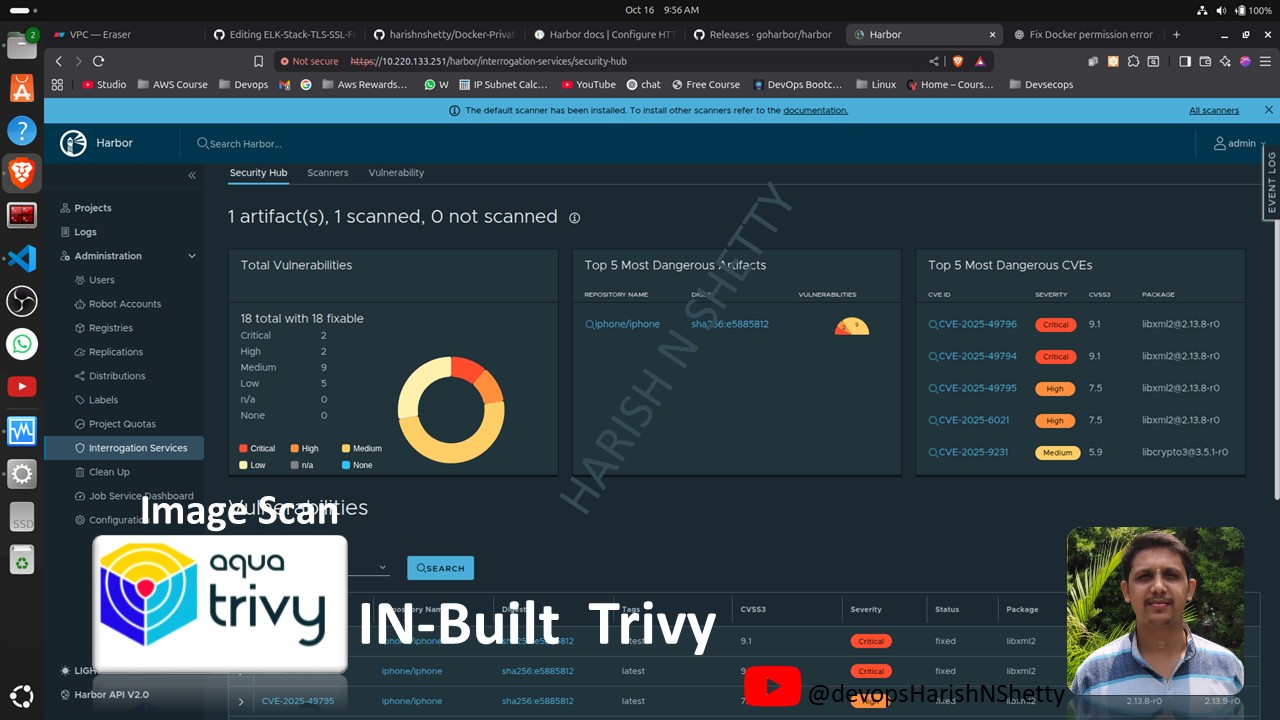 Oct 16 9:56 AM
100%
2
VPC — Eraser
Editing ELK-Stack-TLS-SSL-F
harishnshetty/Docker-Privat
Harbor docs | Configure HTT
Releases · goharbor/harbor
Harbor
Fix Docker permission error
Not secure https://10.220.133.251/harbor/interrogation-services/security-hub
Studio AWS Course Devops Aws Rewards... W IP Subnet Calc... YouTube chat Free Course DevOps Bootc... Linux Home – Cours... Devsecops
The default scanner has been installed. To install other scanners refer to the documentation. All scanners
Harbor
Search Harbor...
admin
EVENT LOG
Projects
Logs
Administration
Users
Robot Accounts
Registries
Replications
Distributions
Labels
Project Quotas
Interrogation Services
Clean Up
Job Service Dashboard
Configuration
LIGH
Harbor API V2.0
Security Hub Scanners Vulnerability
1 artifact(s), 1 scanned, 0 not scanned
Total Vulnerabilities
18 total with 18 fixable
Critical 2
High 2
Medium 9
Low 5
n/a 0
None 0
Critical High Medium
Low n/a None
Top 5 Most Dangerous Artifacts
REPOSITORY NAME DIGEST VULNERABILITIES
iphone/iphone sha256:e5885812 9
Top 5 Most Dangerous CVEs
CVE ID SEVERITY CVSS3 PACKAGE
CVE-2025-49796 Critical 9.1 libxml2@2.13.8-r0
CVE-2025-49794 Critical 9.1 libxml2@2.13.8-r0
CVE-2025-49795 High 7.5 libxml2@2.13.8-r0
CVE-2025-6021 High 7.5 libxml2@2.13.8-r0
CVE-2025-9231 Medium 5.9 libcrypto3@3.5.1-r0
HARISH N SHETTY
Vulnerabilities
Image Scan
SEARCH
aqua
trivy
IN-Built Trivy
Repository Name Digest Tags CVSS3 Severity Status Package
iphone/iphone sha256:e5885812 latest 9.1 Critical fixed libxml2
iphone/iphone sha256:e5885812 latest Critical fixed libxml2
CVE-2025-49795 iphone/iphone sha256:e5885812 latest High fixed libxml2 2.13.8-r0 2.13.9-r0
@devopsHarishNShetty
SSD